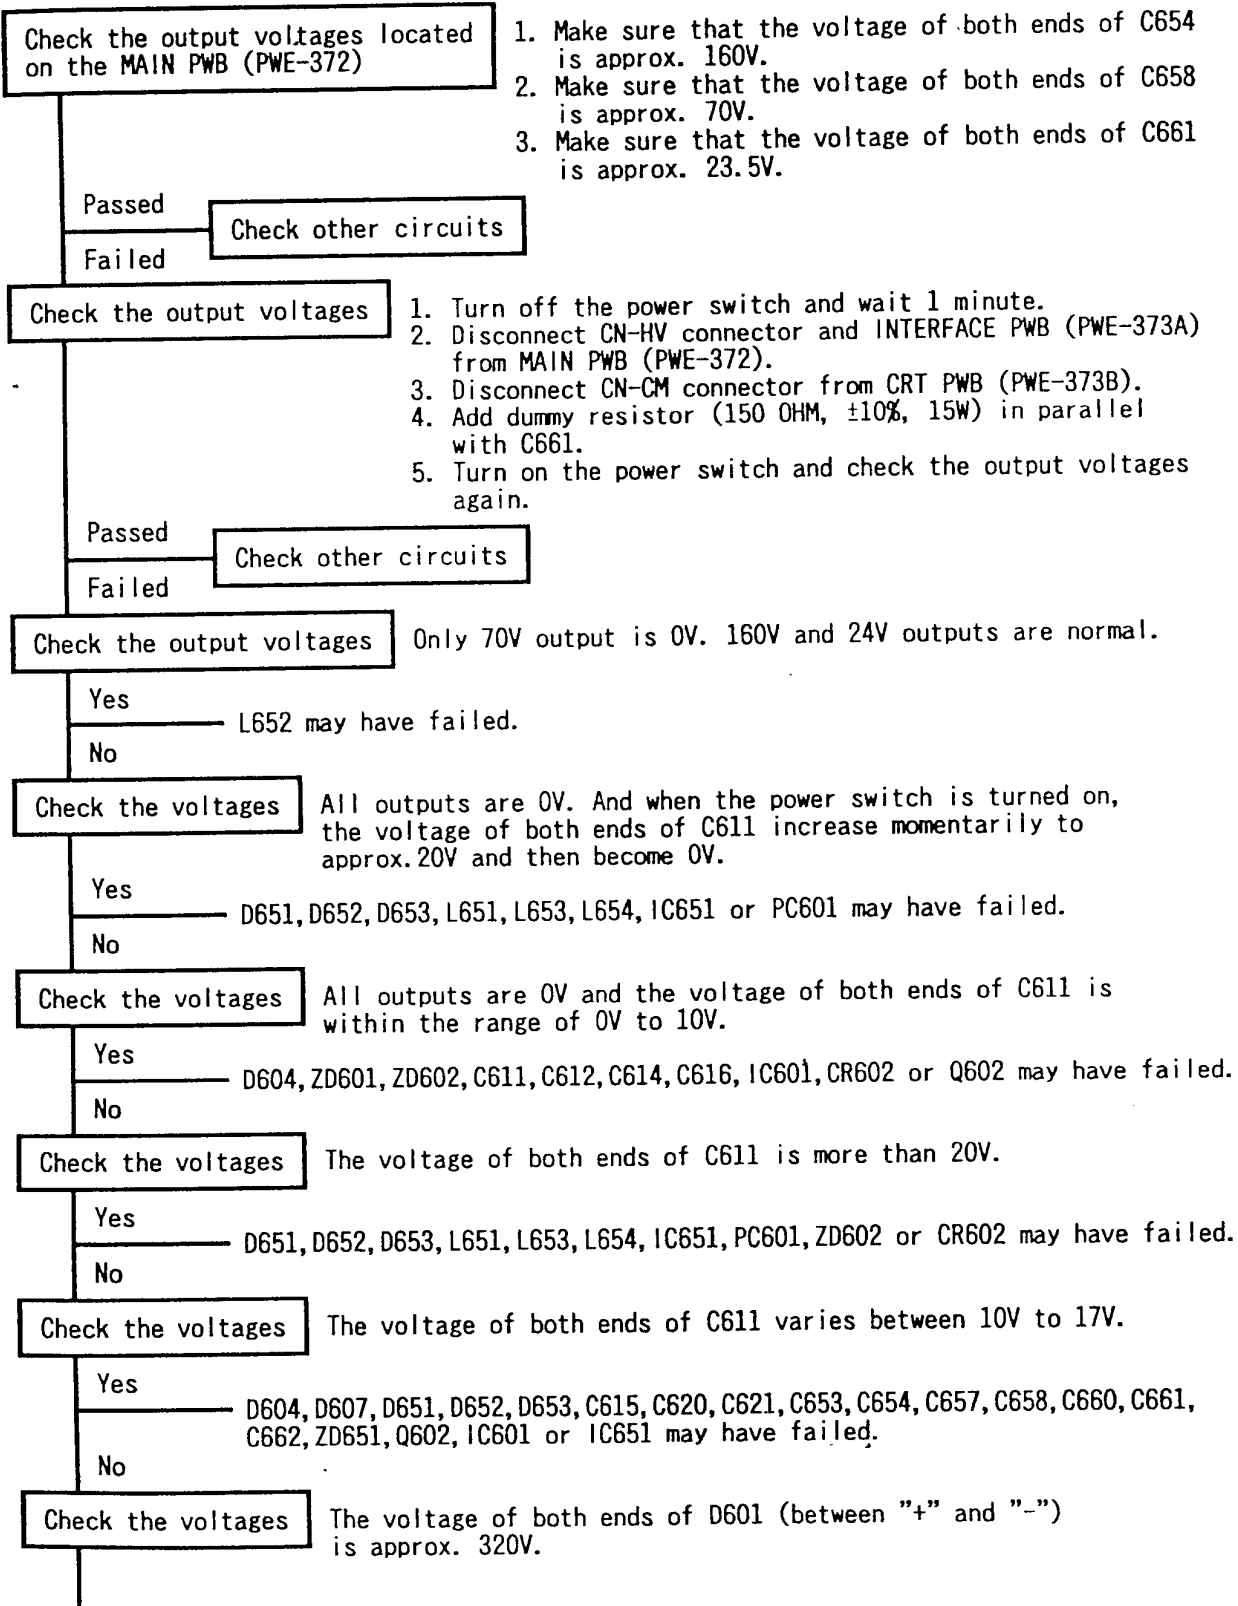 Check the output voltages located
on the MAIN PWB (PWE-372)
1. Make sure that the voltage of both ends of C654
is approx. 160V.
2. Make sure that the voltage of both ends of C658
is approx. 70V.
3. Make sure that the voltage of both ends of C661
is approx. 23.5V.
Passed
Check other circuits
Failed
Check the output voltages
1. Turn off the power switch and wait 1 minute.
2. Disconnect CN-HV connector and INTERFACE PWB (PWE-373A)
from MAIN PWB (PWE-372).
3. Disconnect CN-CM connector from CRT PWB (PWE-373B).
4. Add dummy resistor (150 OHM, ±10%, 15W) in parallel
with C661.
5. Turn on the power switch and check the output voltages
again.
Passed
Check other circuits
Failed
Check the output voltages
Only 70V output is 0V. 160V and 24V outputs are normal.
Yes
L652 may have failed.
No
Check the voltages
All outputs are 0V. And when the power switch is turned on,
the voltage of both ends of C611 increase momentarily to
approx. 20V and then become 0V.
Yes
D651, D652, D653, L651, L653, L654, IC651 or PC601 may have failed.
No
Check the voltages
All outputs are 0V and the voltage of both ends of C611 is
within the range of 0V to 10V.
Yes
D604, ZD601, ZD602, C611, C612, C614, C616, IC601, CR602 or Q602 may have failed.
No
Check the voltages
The voltage of both ends of C611 is more than 20V.
Yes
D651, D652, D653, L651, L653, L654, IC651, PC601, ZD602 or CR602 may have failed.
No
Check the voltages
The voltage of both ends of C611 varies between 10V to 17V.
Yes
D604, D607, D651, D652, D653, C615, C620, C621, C653, C654, C657, C658, C660, C661,
C662, ZD651, Q602, IC601 or IC651 may have failed.
No
Check the voltages
The voltage of both ends of D601 (between "+" and "-")
is approx. 320V.